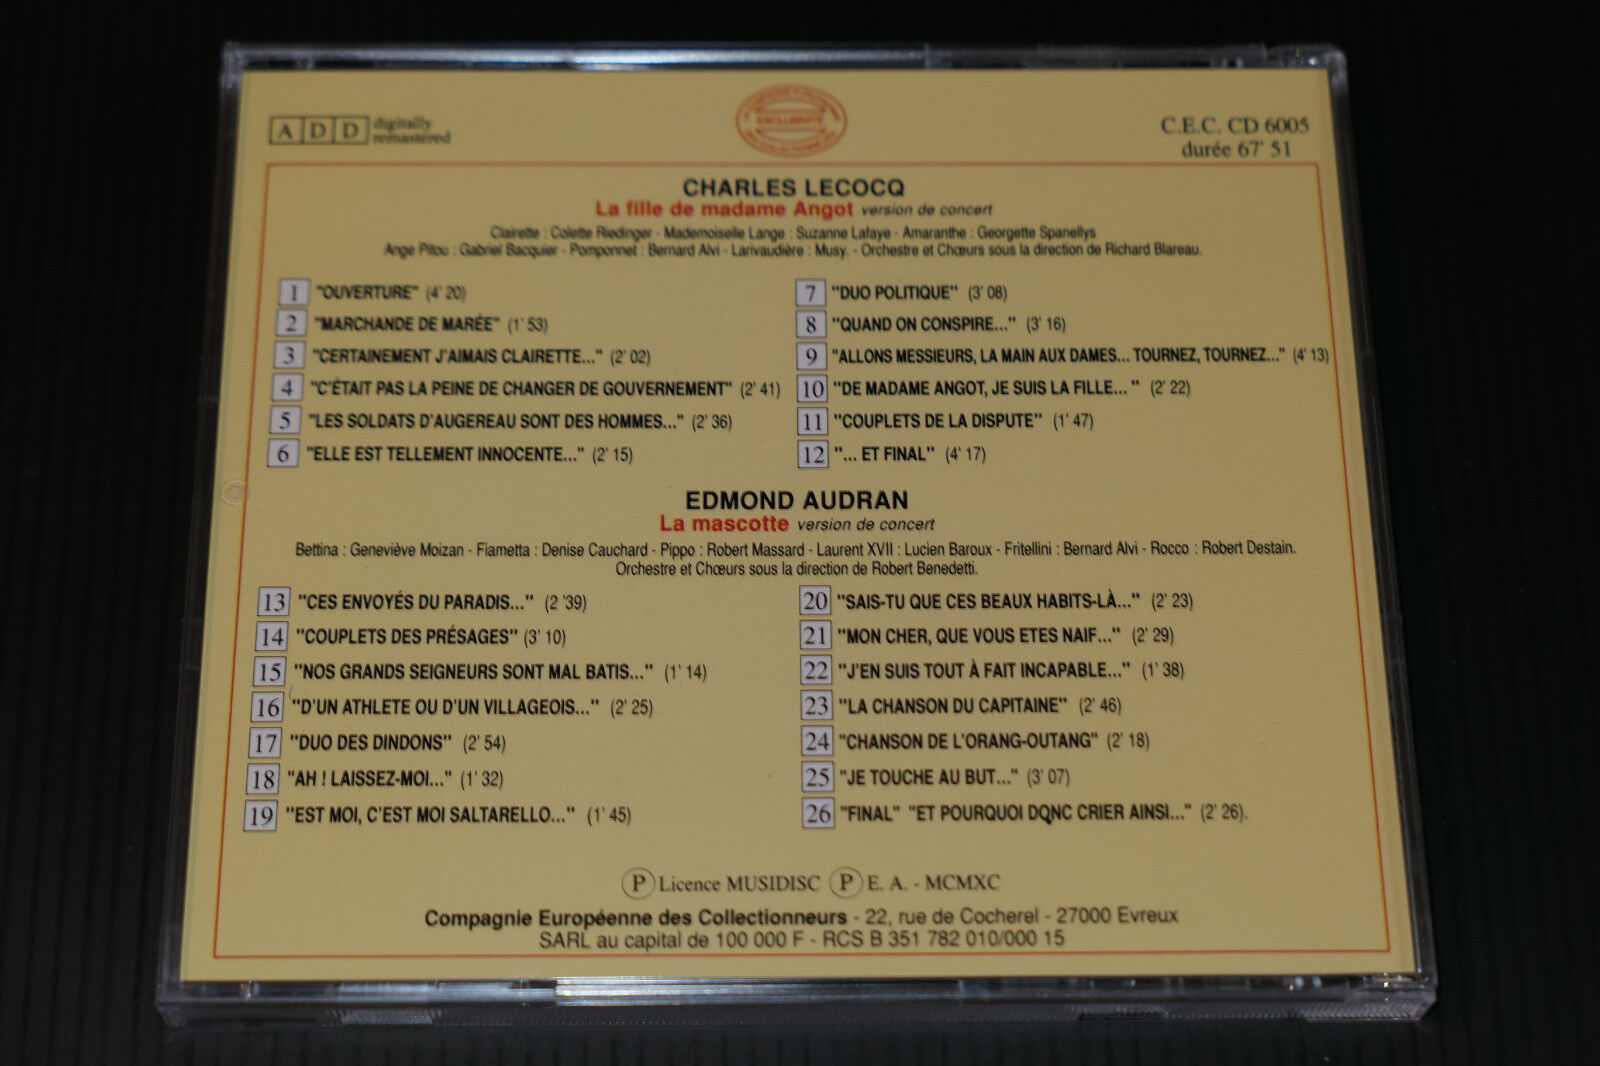 A D D digitally
remastered
EXCLUSIVITÉ
C.E.C. CD 6005
durée 67' 51
CHARLES LECOCQ
La fille de madame Angot version de concert
Clairette : Colette Riedinger - Mademoiselle Lange : Suzanne Lafaye - Amaranthe : Georgette Spanellys
Ange Pitou : Gabriel Bacquier - Pomponnet : Bernard Alvi - Larivaudière : Musy. - Orchestre et Chœurs sous la direction de Richard Blareau.
1 "OUVERTURE" (4' 20)
2 "MARCHANDE DE MARÉE" (1' 53)
3 "CERTAINEMENT J'AIMAIS CLAIRETTE..." (2' 02)
4 "C'ÉTAIT PAS LA PEINE DE CHANGER DE GOUVERNEMENT" (2' 41)
5 "LES SOLDATS D'AUGEREAU SONT DES HOMMES..." (2' 36)
6 "ELLE EST TELLEMENT INNOCENTE..." (2' 15)
7 "DUO POLITIQUE" (3' 08)
8 "QUAND ON CONSPIRE..." (3' 16)
9 "ALLONS MESSIEURS, LA MAIN AUX DAMES... TOURNEZ, TOURNEZ..." (4' 13)
10 "DE MADAME ANGOT, JE SUIS LA FILLE... " (2' 22)
11 "COUPLETS DE LA DISPUTE" (1' 47)
12 "... ET FINAL" (4' 17)
EDMOND AUDRAN
La mascotte version de concert
Bettina : Geneviève Moizan - Fiametta : Denise Cauchard - Pippo : Robert Massard - Laurent XVII : Lucien Baroux - Fritellini : Bernard Alvi - Rocco : Robert Destain.
Orchestre et Chœurs sous la direction de Robert Benedetti.
13 "CES ENVOYÉS DU PARADIS..." (2 '39)
14 "COUPLETS DES PRÉSAGES" (3' 10)
15 "NOS GRANDS SEIGNEURS SONT MAL BATIS..." (1' 14)
16 "D'UN ATHLETE OU D'UN VILLAGEOIS..." (2' 25)
17 "DUO DES DINDONS" (2' 54)
18 "AH ! LAISSEZ-MOI..." (1' 32)
19 "EST MOI, C'EST MOI SALTARELLO..." (1' 45)
20 "SAIS-TU QUE CES BEAUX HABITS-LÀ..." (2' 23)
21 "MON CHER, QUE VOUS ETES NAIF..." (2' 29)
22 "J'EN SUIS TOUT À FAIT INCAPABLE..." (1' 38)
23 "LA CHANSON DU CAPITAINE" (2' 46)
24 "CHANSON DE L'ORANG-OUTANG" (2' 18)
25 "JE TOUCHE AU BUT..." (3' 07)
26 "FINAL" "ET POURQUOI DONC CRIER AINSI..." (2' 26).
Ⓟ Licence MUSIDISC Ⓟ E. A. - MCMXC
Compagnie Européenne des Collectionneurs - 22, rue de Cocherel - 27000 Evreux
SARL au capital de 100 000 F - RCS B 351 782 010/000 15